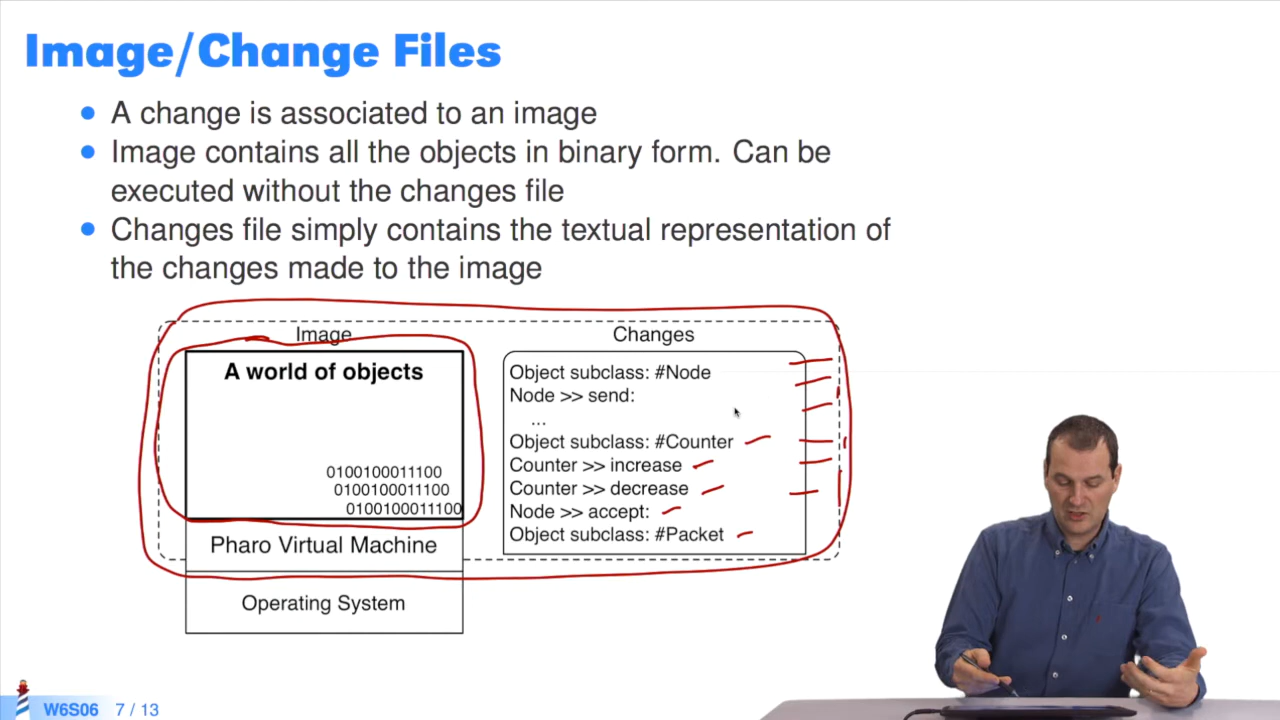 Image/Change Files
A change is associated to an image
Image contains all the objects in binary form. Can be
executed without the changes file
Changes file simply contains the textual representation of
the changes made to the image
Image
Changes
A world of objects
0100100011100
0100100011100
0100100011100
Pharo Virtual Machine
Operating System
Object subclass: #Node
Node >> send:
...
Object subclass: #Counter
Counter >> increase
Counter >> decrease
Node >> accept:
Object subclass: #Packet
W6S06 7 / 13